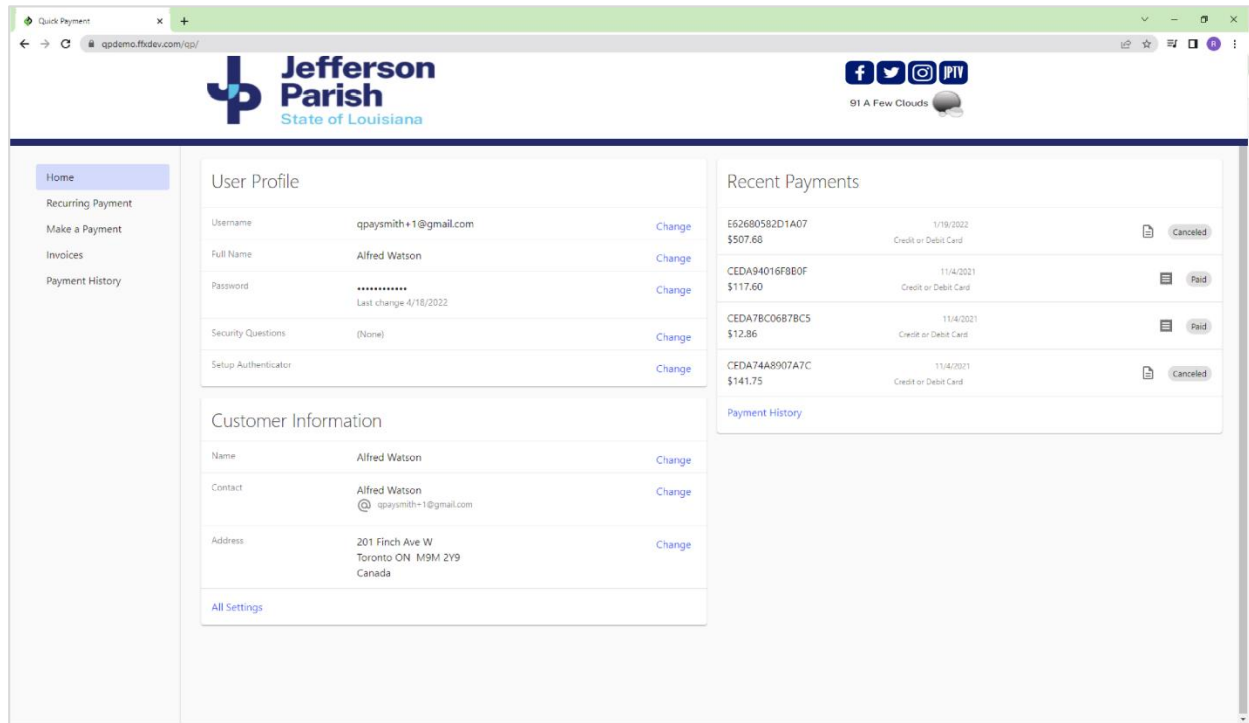 Quick Payment
qpdemo.ffxdev.com/qp/
R
Jefferson
Parish
State of Louisiana
JPTV
91 A Few Clouds
Home
Recurring Payment
Make a Payment
Invoices
Payment History
User Profile
Username qpaysmith+1@gmail.com Change
Full Name Alfred Watson Change
Password •••••••••••• Change
Last change 4/18/2022
Security Questions (None) Change
Setup Authenticator Change
Customer Information
Name Alfred Watson Change
Contact Alfred Watson Change
@ qpaysmith+1@gmail.com
Address 201 Finch Ave W Change
Toronto ON M9M 2Y9
Canada
All Settings
Recent Payments
E62680582D1A07 1/19/2022
$507.68 Credit or Debit Card Canceled
CEDA94016F8B0F 11/4/2021
$117.60 Credit or Debit Card Paid
CEDA7BC06B7BC5 11/4/2021
$12.86 Credit or Debit Card Paid
CEDA74A8907A7C 11/4/2021
$141.75 Credit or Debit Card Canceled
Payment History